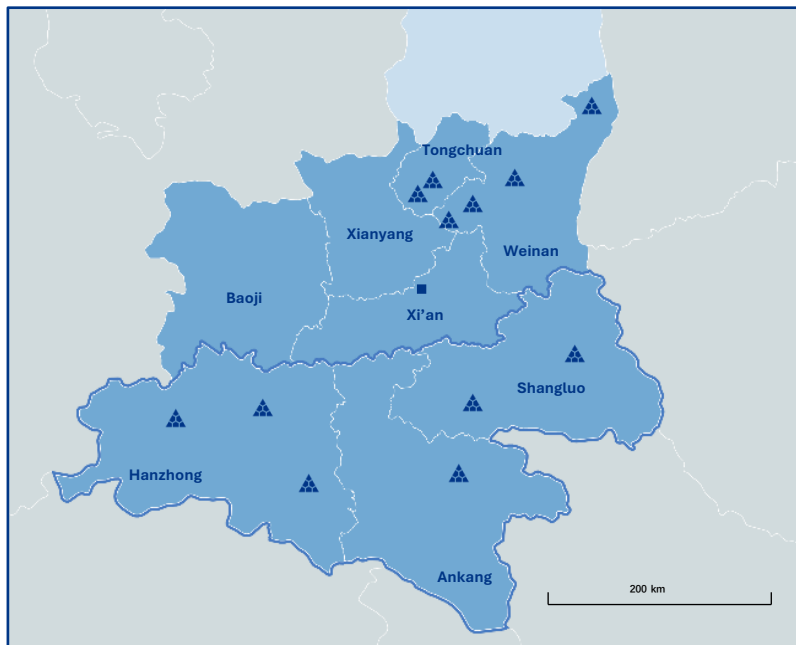 Tongchuan
Xianyang
Weinan
Baoji
Xi’an
Shangluo
Hanzhong
Ankang
200 km